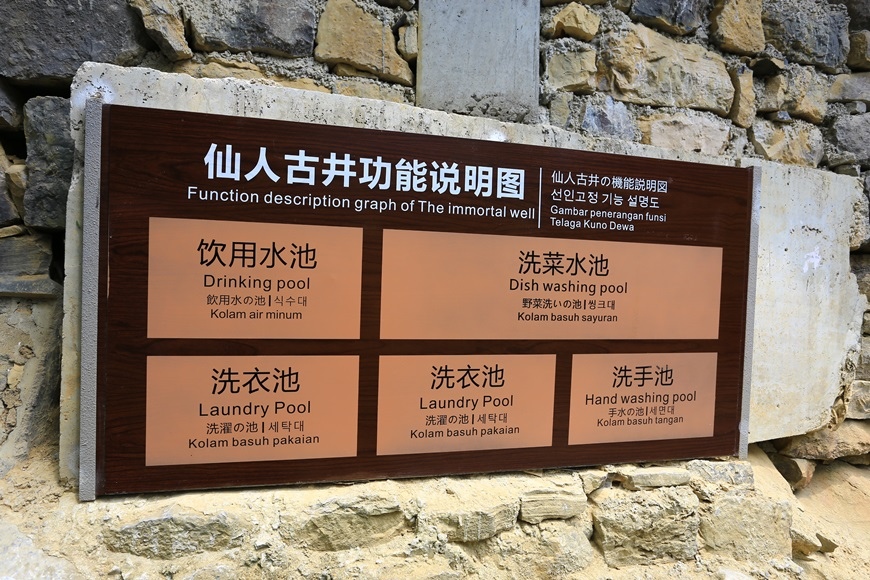 仙人古井功能说明图
Function description graph of The immortal well
仙人古井の機能説明図
선인고정 기능 설명도
Gambar penerangan funsi
Telaga Kuno Dewa
饮用水池
Drinking pool
飲用水の池|식수대
Kolam air minum
洗菜水池
Dish washing pool
野菜洗いの池|씽크대
Kolam basuh sayuran
洗衣池
Laundry Pool
洗濯の池|세탁대
Kolam basuh pakaian
洗衣池
Laundry Pool
洗濯の池|세탁대
Kolam basuh pakaian
洗手池
Hand washing pool
手水の池|세면대
Kolam basuh tangan